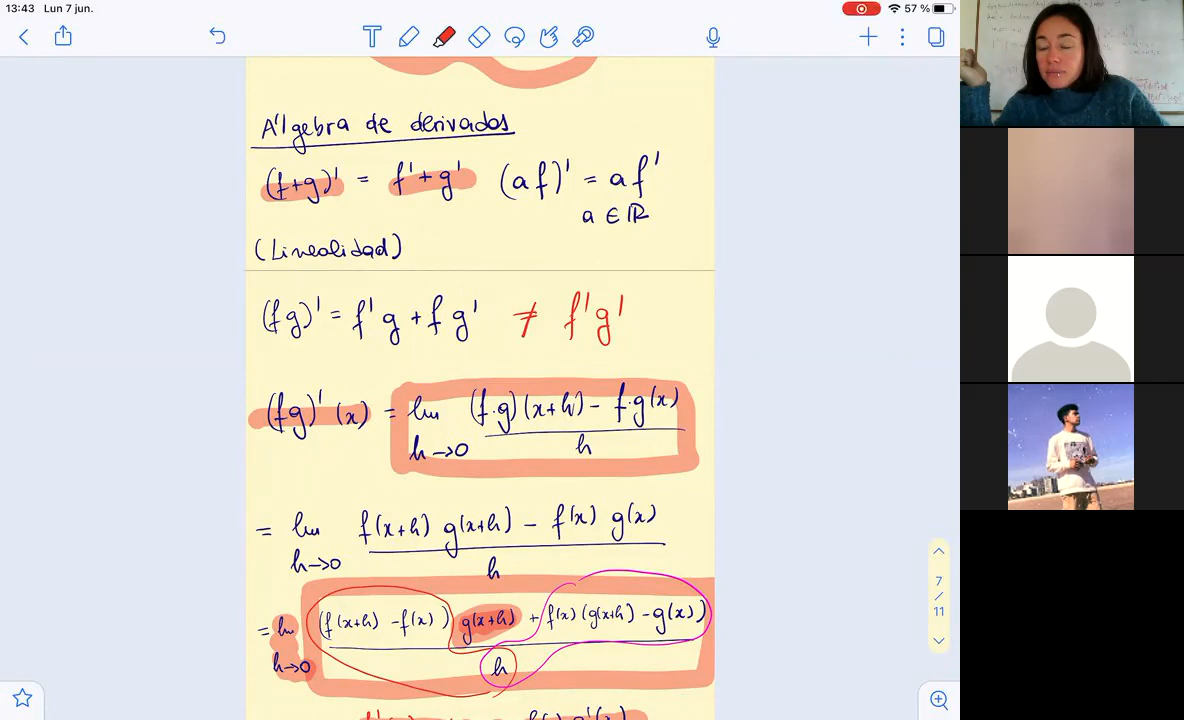 13:43 Lun 7 jun.
57 %
Álgebra de derivados
(f+g)' = f'+g' (af)' = af'
a ∈ ℝ
(Linealidad)
(fg)' = f'g + fg' ≠ f'g'
(fg)'(x) = lim (f·g)(x+h) - f·g(x)
h→0 h
= lim f(x+h) g(x+h) - f(x) g(x)
h→0 h
= lim (f(x+h) - f(x)) g(x+h) + f(x)(g(x+h) - g(x))
h→0 h
7
/
11